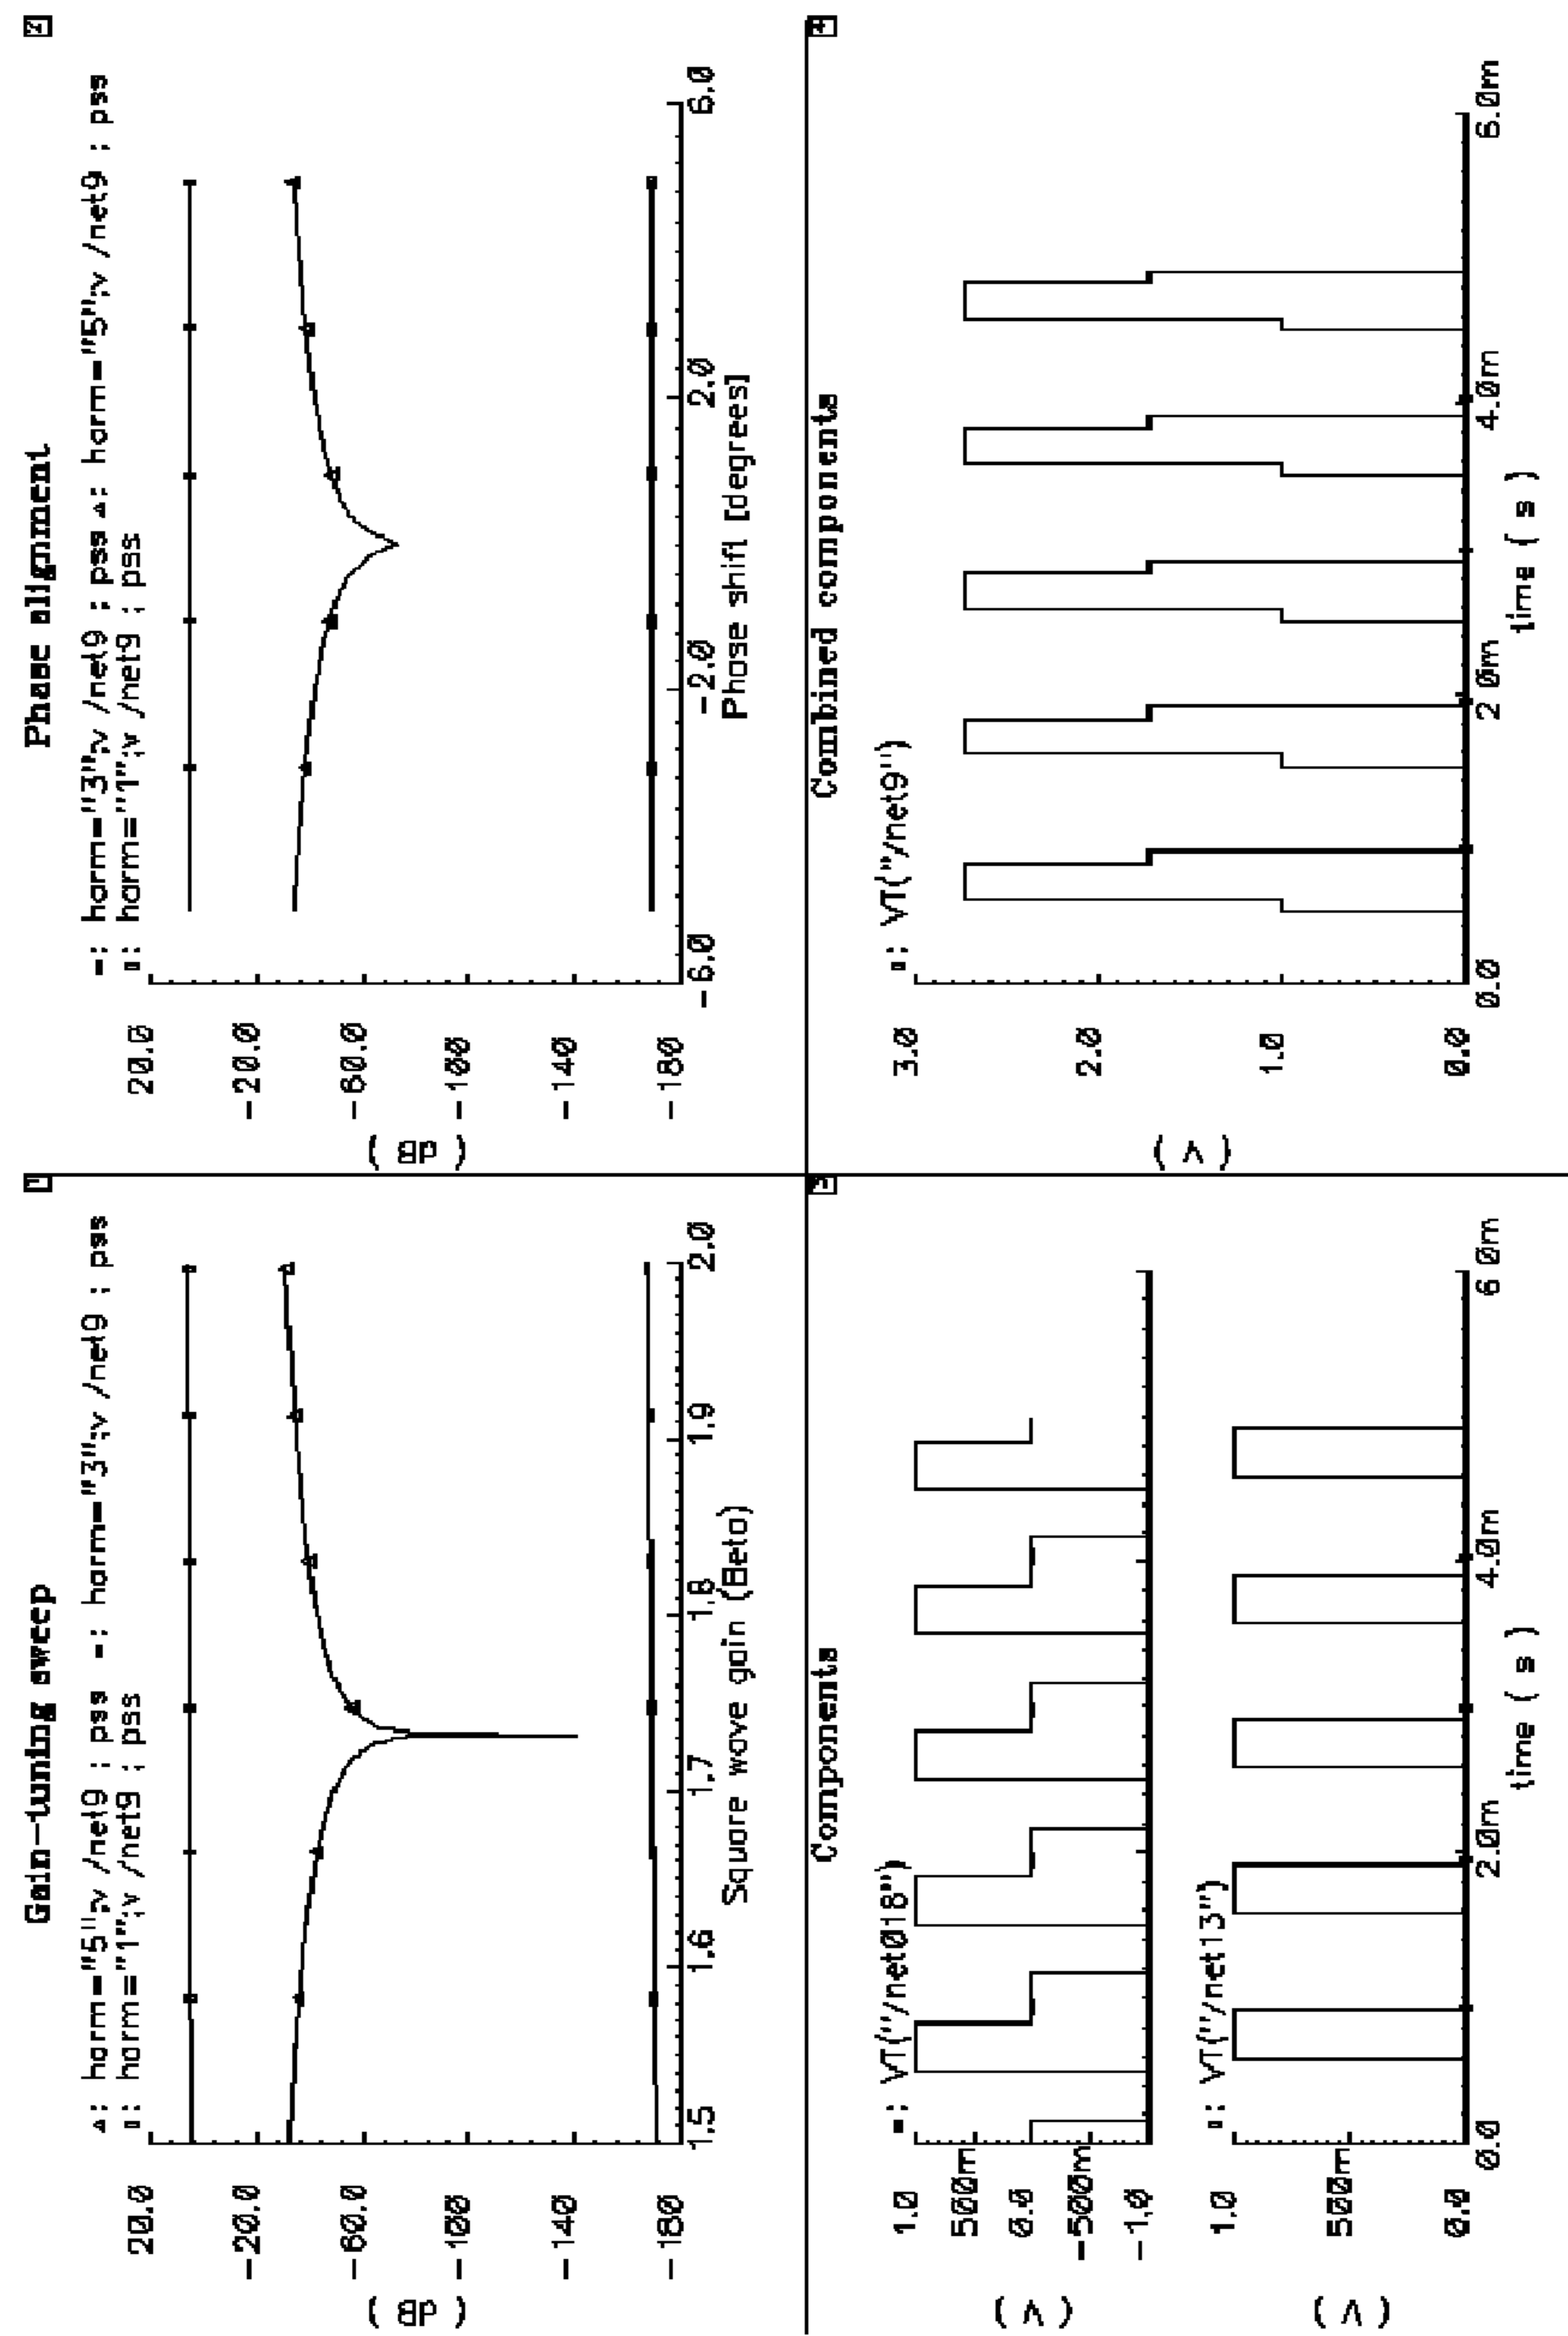 Gain-tuning sweep
1
▵: harm="5";v /net9 ; pss -: harm="3";v /net9 ; pss
▯: harm="1";v /net9 ; pss
20.0
-20.0
-60.0
-100
-140
-180
( dB )
1.5
1.6
1.7
1.8
1.9
2.0
Square wave gain (Beta)
Phase alignment
2
-: harm="3";v /net9 ; pss ▵: harm="5";v /net9 ; pss
▯: harm="1";v /net9 ; pss
20.0
-20.0
-60.0
-100
-140
-180
( dB )
-6.0
-2.0
2.0
6.0
Phase shift [degrees]
Components
3
-: VT("/net018")
1.0
500m
0.0
-500m
-1.0
( V )
▯: VT("/net13")
1.0
500m
0.0
( V )
0.0
2.0m
4.0m
6 0m
time ( s )
Combined components
4
▯: VT("/net9")
3.0
2.0
1.0
0.0
( V )
0.0
2 0m
4.0m
6.0m
time ( s )